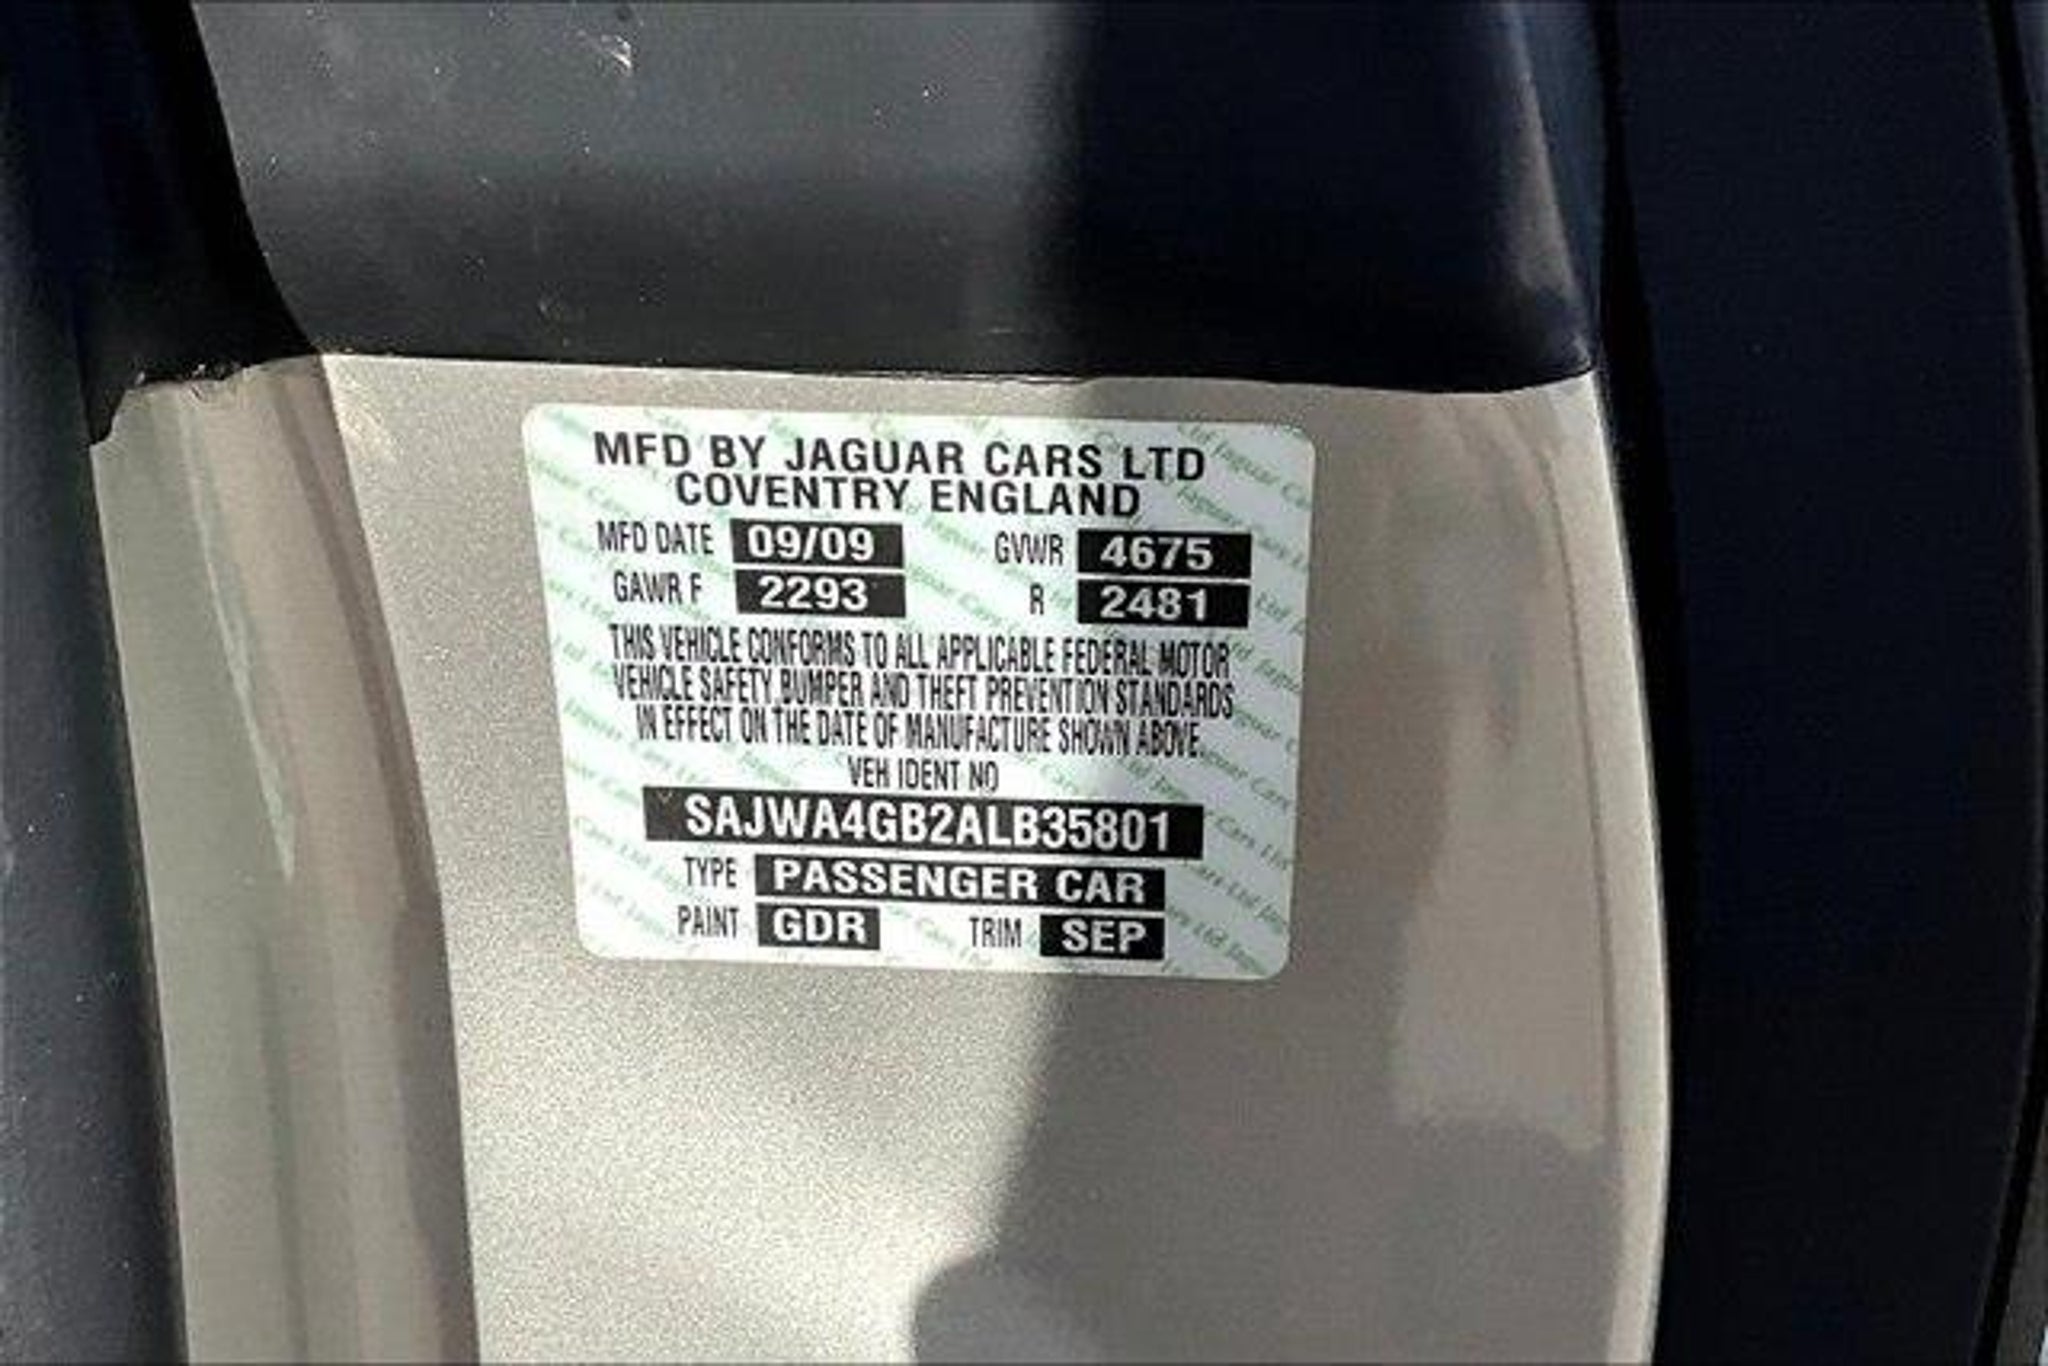 MFD BY JAGUAR CARS LTD
COVENTRY ENGLAND
MFD DATE 09/09 GVWR 4675
GAWR F 2293 R 2481
THIS VEHICLE CONFORMS TO ALL APPLICABLE FEDERAL MOTOR
VEHICLE SAFETY, BUMPER AND THEFT PREVENTION STANDARDS
IN EFFECT ON THE DATE OF MANUFACTURE SHOWN ABOVE.
VEH IDENT NO
SAJWA4GB2ALB35801
TYPE PASSENGER CAR
PAINT GDR TRIM SEP